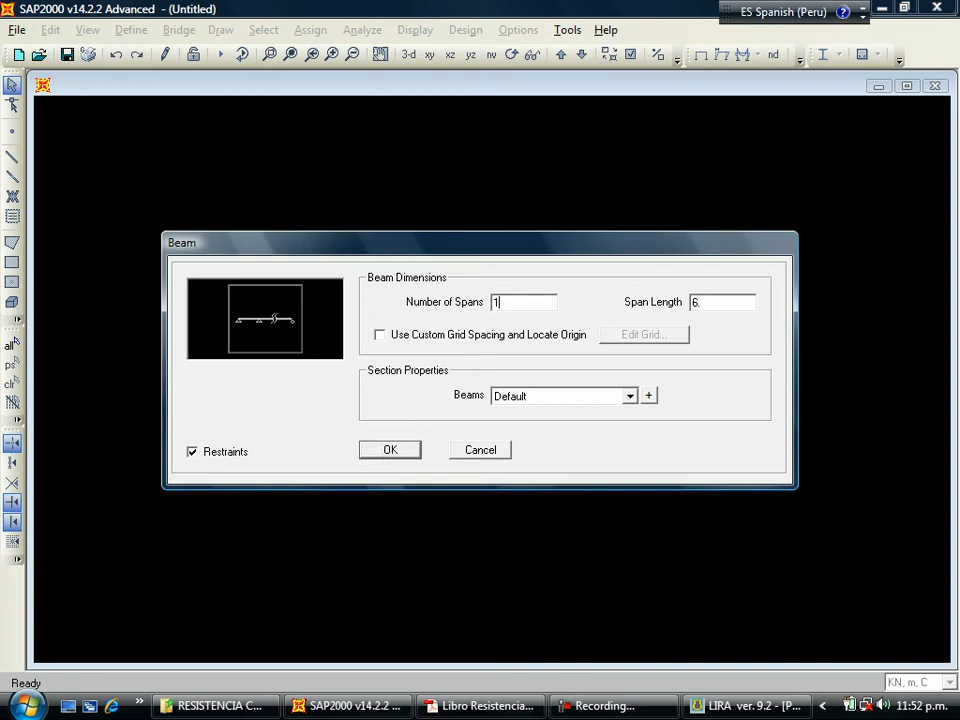 SAP2000 v14.2.2 Advanced - (Untitled)
ES Spanish (Peru)
File Edit View Define Bridge Draw Select Assign Analyze Display Design Options Tools Help
3-d xy xz yz nv nd
Beam
Beam Dimensions
Number of Spans 1 Span Length 6.
Use Custom Grid Spacing and Locate Origin Edit Grid...
Section Properties
Beams Default +
Restraints OK Cancel
all
ps
clr
Ready KN, m, C
RESISTENCIA C... SAP2000 v14.2.2 ... Libro Resistencia... Recording... LIRA ver. 9.2 - [P... 11:52 p.m.